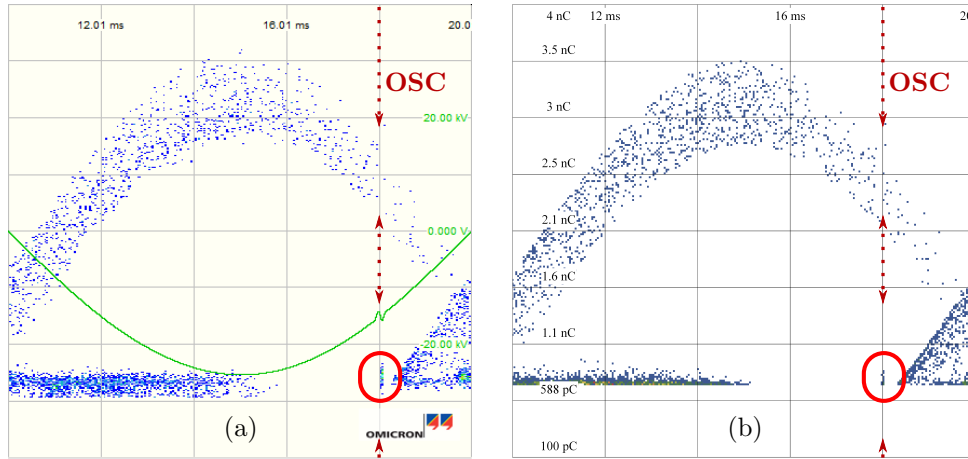 12.01 ms 16.01 ms 20.0
OSC
20.00 kV
0.000 V
-20.00 kV
(a)
OMICRON
4 nC 12 ms 16 ms 20
3.5 nC
OSC
3 nC
2.5 nC
2.1 nC
1.6 nC
1.1 nC
588 pC
(b)
100 pC